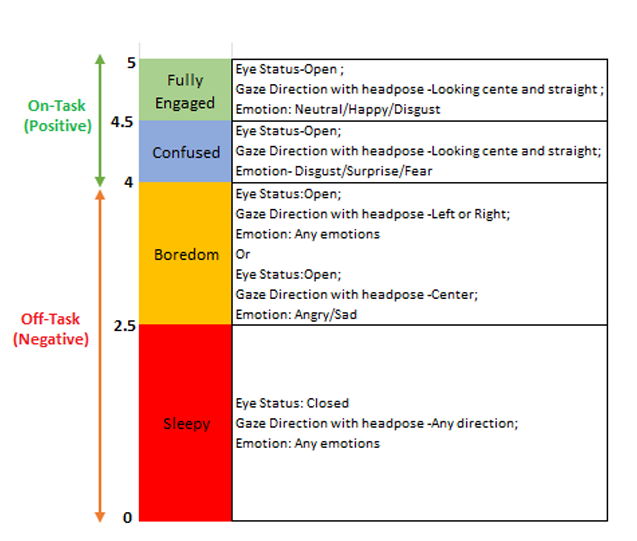 5
Fully
Engaged
Eye Status-Open ;
Gaze Direction with headpose -Looking cente and straight ;
Emotion: Neutral/Happy/Disgust
On-Task
(Positive)
4.5
Confused
Eye Status-Open;
Gaze Direction with headpose -Looking cente and straight;
Emotion- Disgust/Surprise/Fear
4
Boredom
Eye Status:Open;
Gaze Direction with headpose -Left or Right;
Emotion: Any emotions
Or
Eye Status:Open;
Gaze Direction with headpose -Center;
Emotion: Angry/Sad
Off-Task
(Negative)
2.5
Sleepy
Eye Status: Closed
Gaze Direction with headpose -Any direction;
Emotion: Any emotions
0